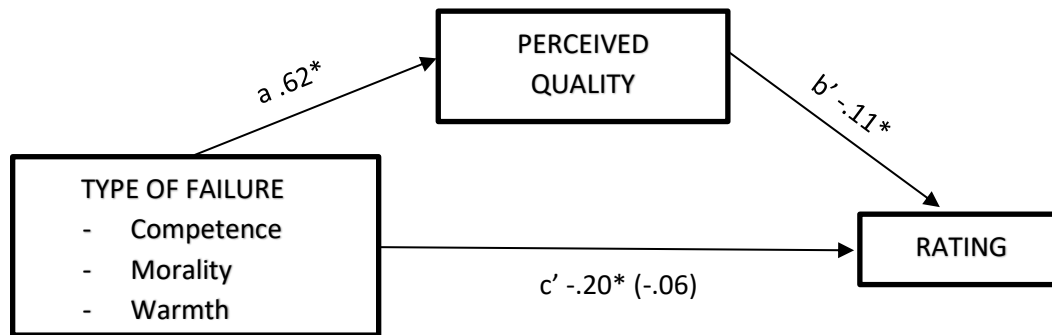 PERCEIVED
QUALITY
a .62*
b’ -.11*
TYPE OF FAILURE
- Competence
- Morality
- Warmth
RATING
c’ -.20* (-.06)